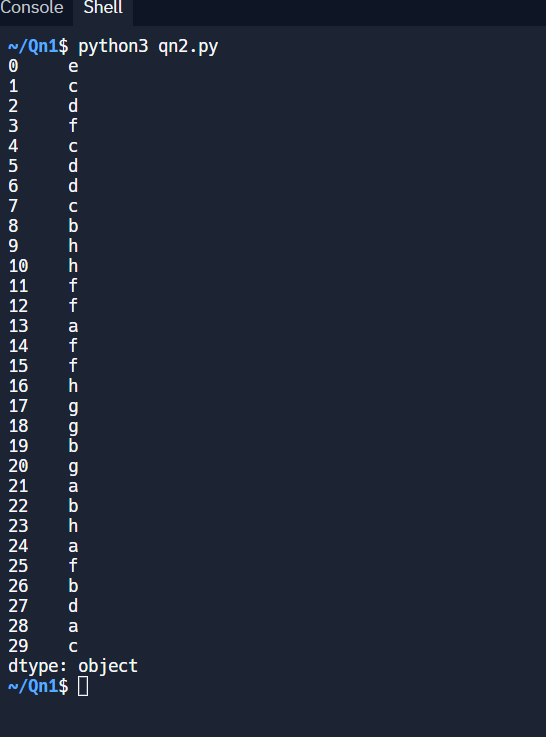 Console Shell
~/Qn1$ python3 qn2.py
0 e
1 c
2 d
3 f
4 c
5 d
6 d
7 c
8 b
9 h
10 h
11 f
12 f
13 a
14 f
15 f
16 h
17 g
18 g
19 b
20 g
21 a
22 b
23 h
24 a
25 f
26 b
27 d
28 a
29 c
dtype: object
~/Qn1$